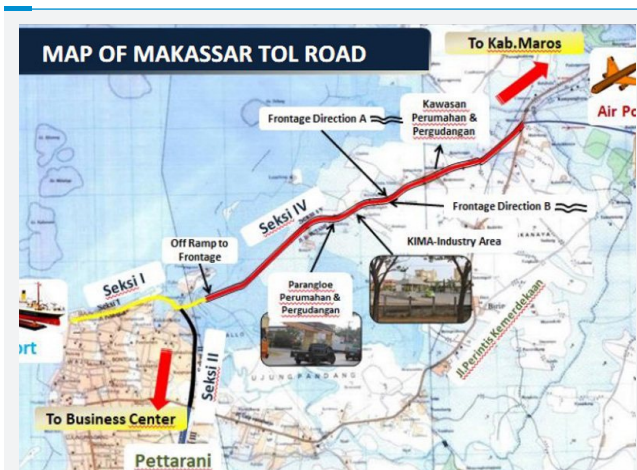 MAP OF MAKASSAR TOL ROAD
To Kab.Maros
Air Po
Frontage Direction A
Kawasan
Perumahan &
Pergudangan
Frontage Direction B
Seksi IV
KIMA-Industry Area
Off Ramp to
Frontage
Seksi I
Parangloe
Perumahan &
Pergudangan
ort
Seksi II
Jl.Perintis Kemerdekaan
UJUNGPANDANG
To Business Center
Pettarani